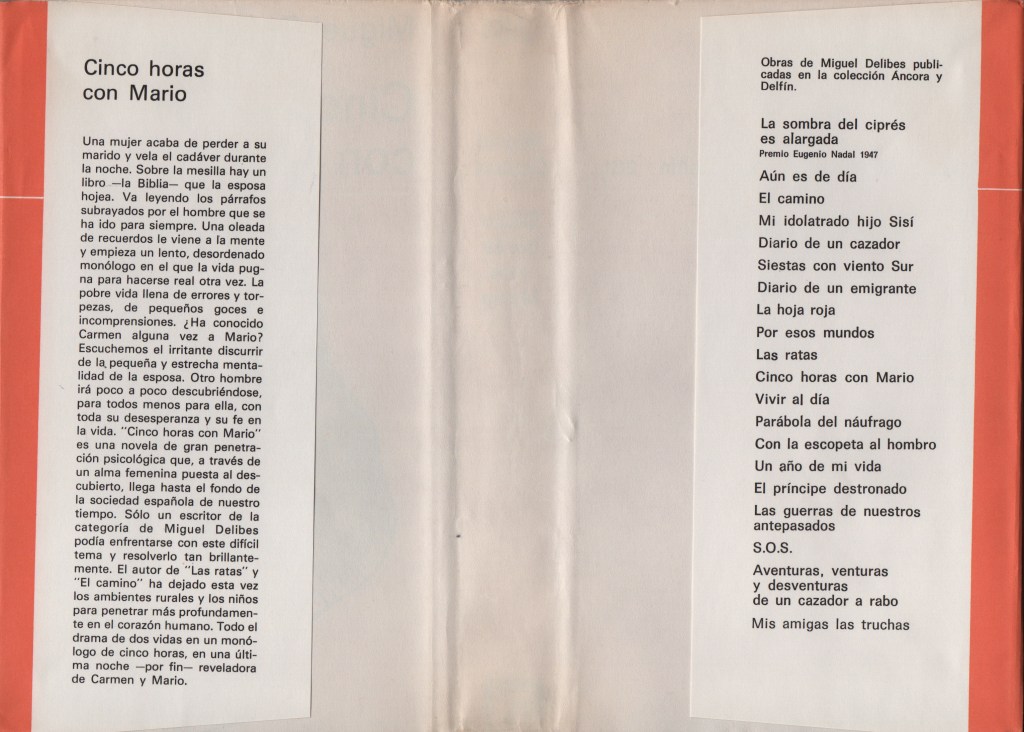 Cinco horas
con Mario
Una mujer acaba de perder a su
marido y vela el cadáver durante
la noche. Sobre la mesilla hay un
libro —la Biblia— que la esposa
hojea. Va leyendo los párrafos
subrayados por el hombre que se
ha ido para siempre. Una oleada
de recuerdos le viene a la mente
y empieza un lento, desordenado
monólogo en el que la vida pug-
na para hacerse real otra vez. La
pobre vida llena de errores y tor-
pezas, de pequeños goces e
incomprensiones. ¿Ha conocido
Carmen alguna vez a Mario?
Escuchemos el irritante discurrir
de la pequeña y estrecha menta-
lidad de la esposa. Otro hombre
irá poco a poco descubriéndose,
para todos menos para ella, con
toda su desesperanza y su fe en
la vida. "Cinco horas con Mario"
es una novela de gran penetra-
ción psicológica que, a través de
un alma femenina puesta al des-
cubierto, llega hasta el fondo de
la sociedad española de nuestro
tiempo. Sólo un escritor de la
categoría de Miguel Delibes
podía enfrentarse con este difícil
tema y resolverlo tan brillante-
mente. El autor de "Las ratas" y
"El camino" ha dejado esta vez
los ambientes rurales y los niños
para penetrar más profundamen-
te en el corazón humano. Todo el
drama de dos vidas en un monó-
logo de cinco horas, en una últi-
ma noche —por fin— reveladora
de Carmen y Mario.
Obras de Miguel Delibes publi-
cadas en la colección Áncora y
Delfín.
La sombra del ciprés
es alargada
Premio Eugenio Nadal 1947
Aún es de día
El camino
Mi idolatrado hijo Sisí
Diario de un cazador
Siestas con viento Sur
Diario de un emigrante
La hoja roja
Por esos mundos
Las ratas
Cinco horas con Mario
Vivir al día
Parábola del náufrago
Con la escopeta al hombro
Un año de mi vida
El príncipe destronado
Las guerras de nuestros
antepasados
S.O.S.
Aventuras, venturas
y desventuras
de un cazador a rabo
Mis amigas las truchas